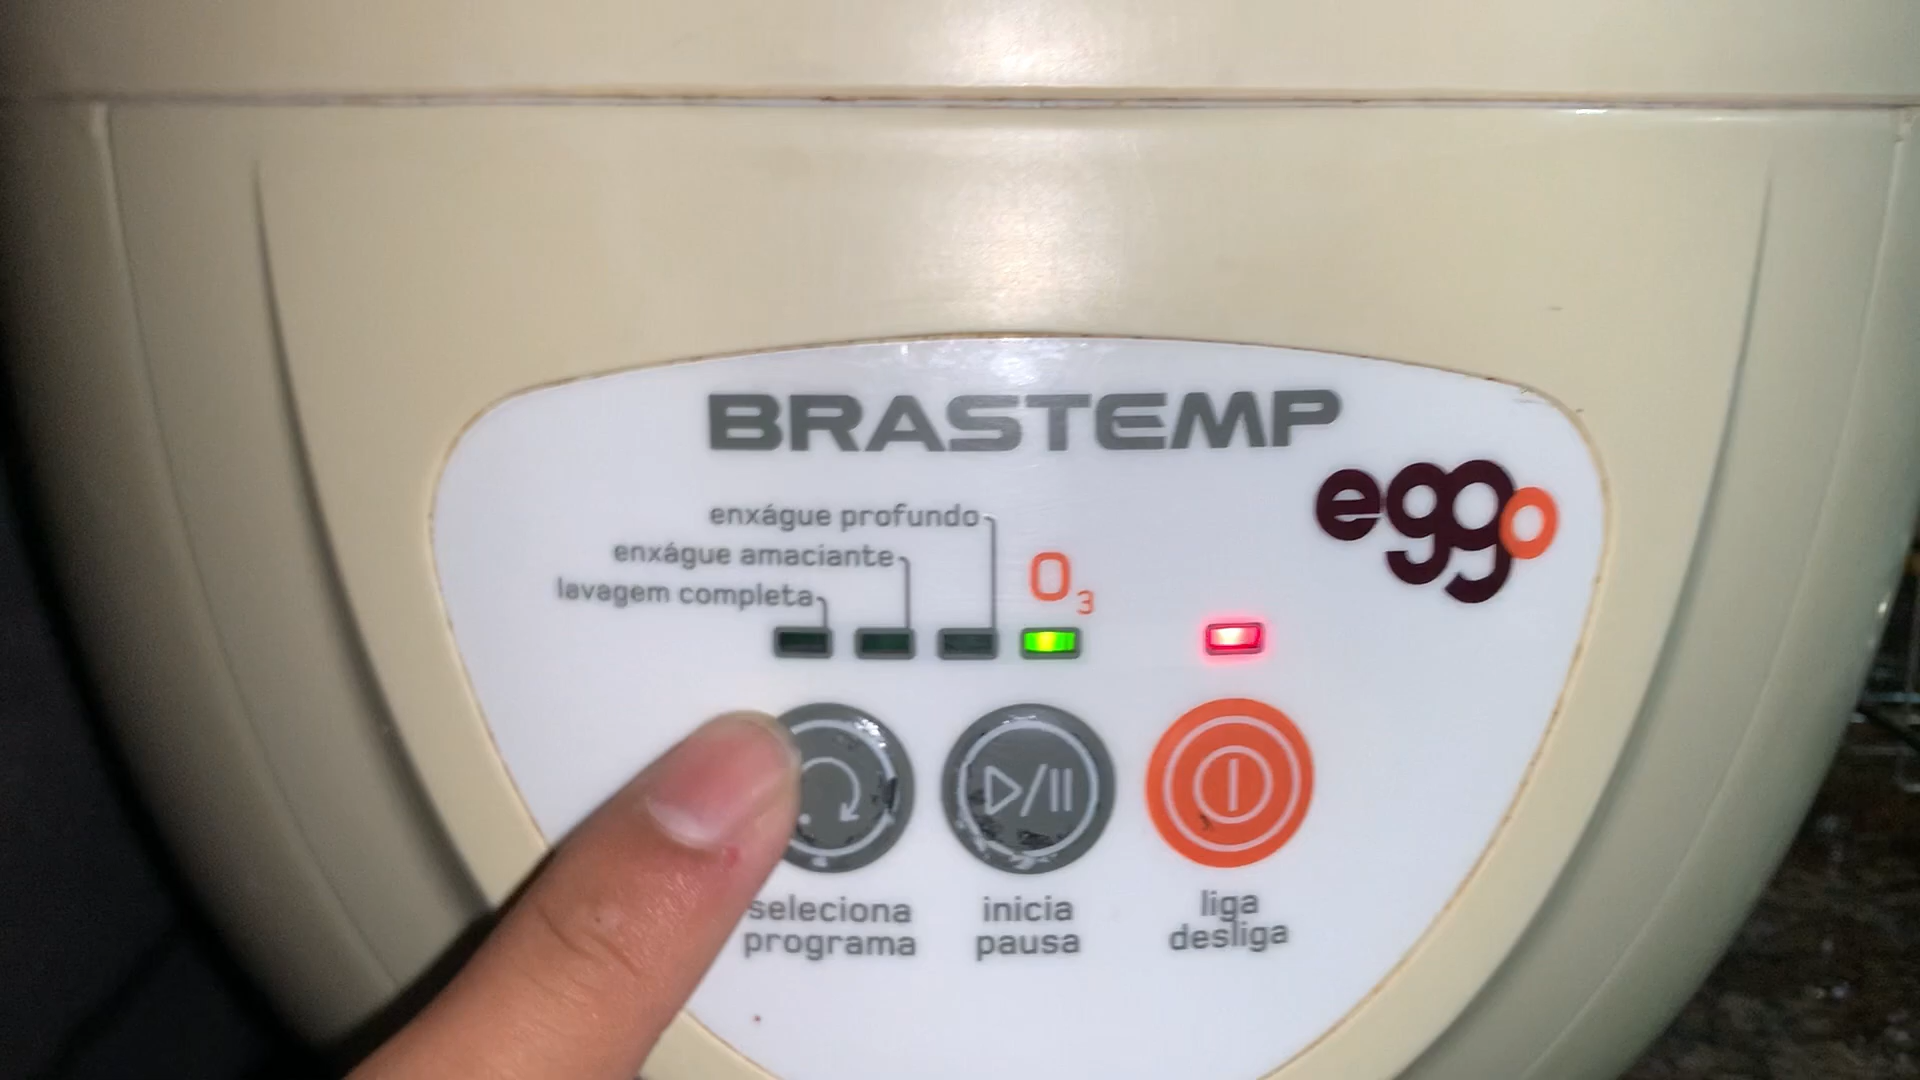 BRASTEMP
eggo
enxágue profundo
enxágue amaciante
lavagem completa
O3
seleciona
programa
inicia
pausa
liga
desliga